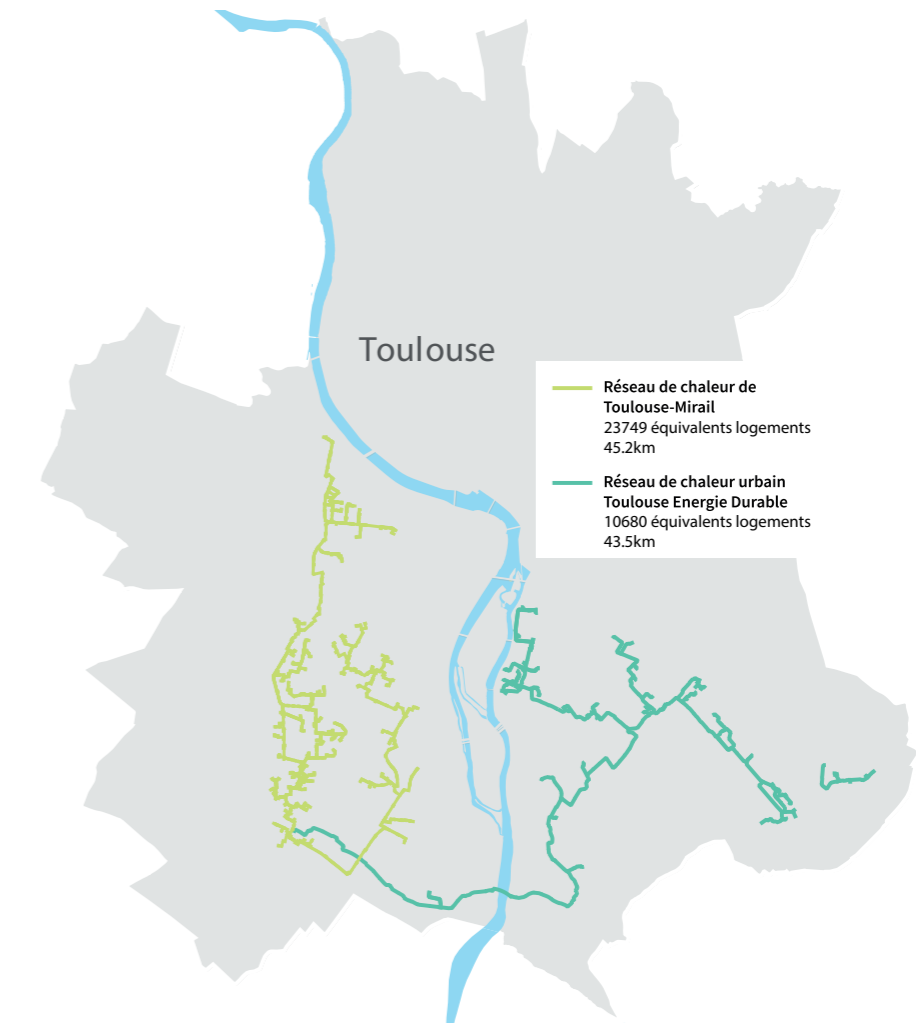 Toulouse
Réseau de chaleur de
Toulouse-Mirail
23749 équivalents logements
45.2km
Réseau de chaleur urbain
Toulouse Energie Durable
10680 équivalents logements
43.5km